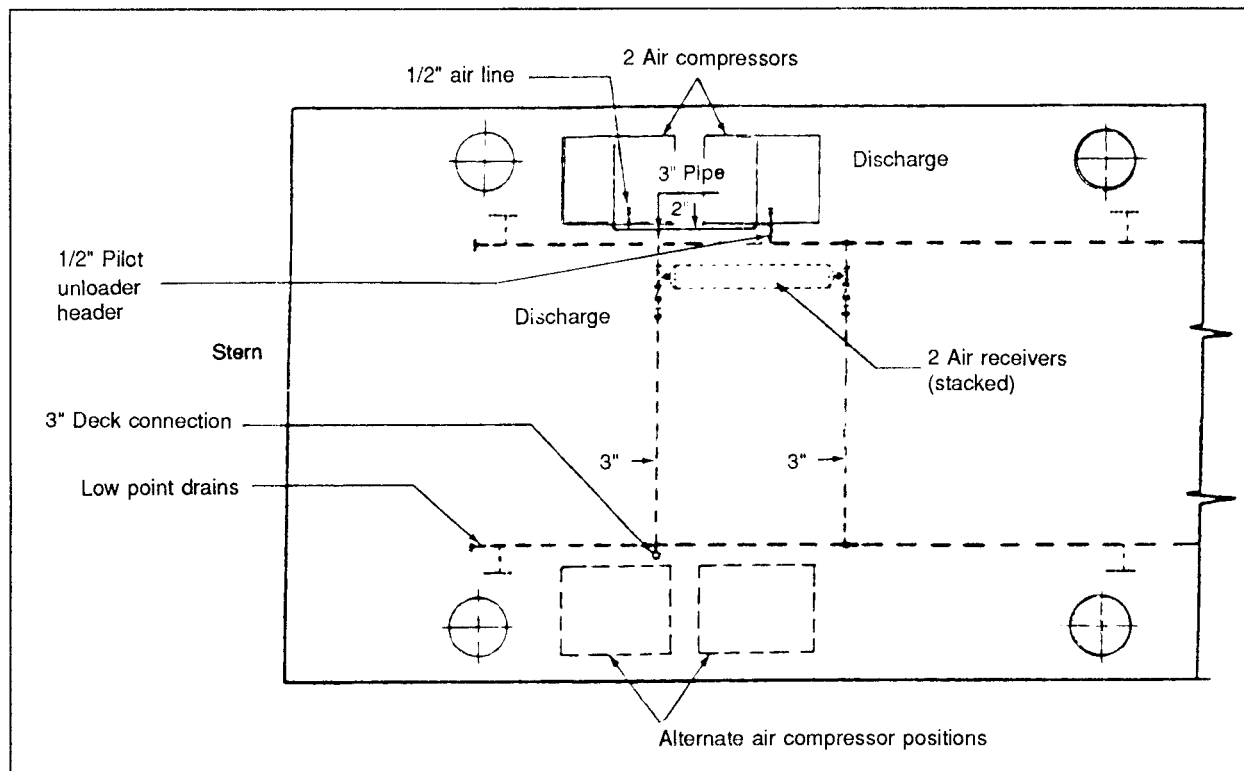 2 Air compressors
1/2" air line
Discharge
3" Pipe
2"
1/2" Pilot
unloader
header
Discharge
Stern
2 Air receivers
(stacked)
3" Deck connection
3"
3"
Low point drains
Alternate air compressor positions